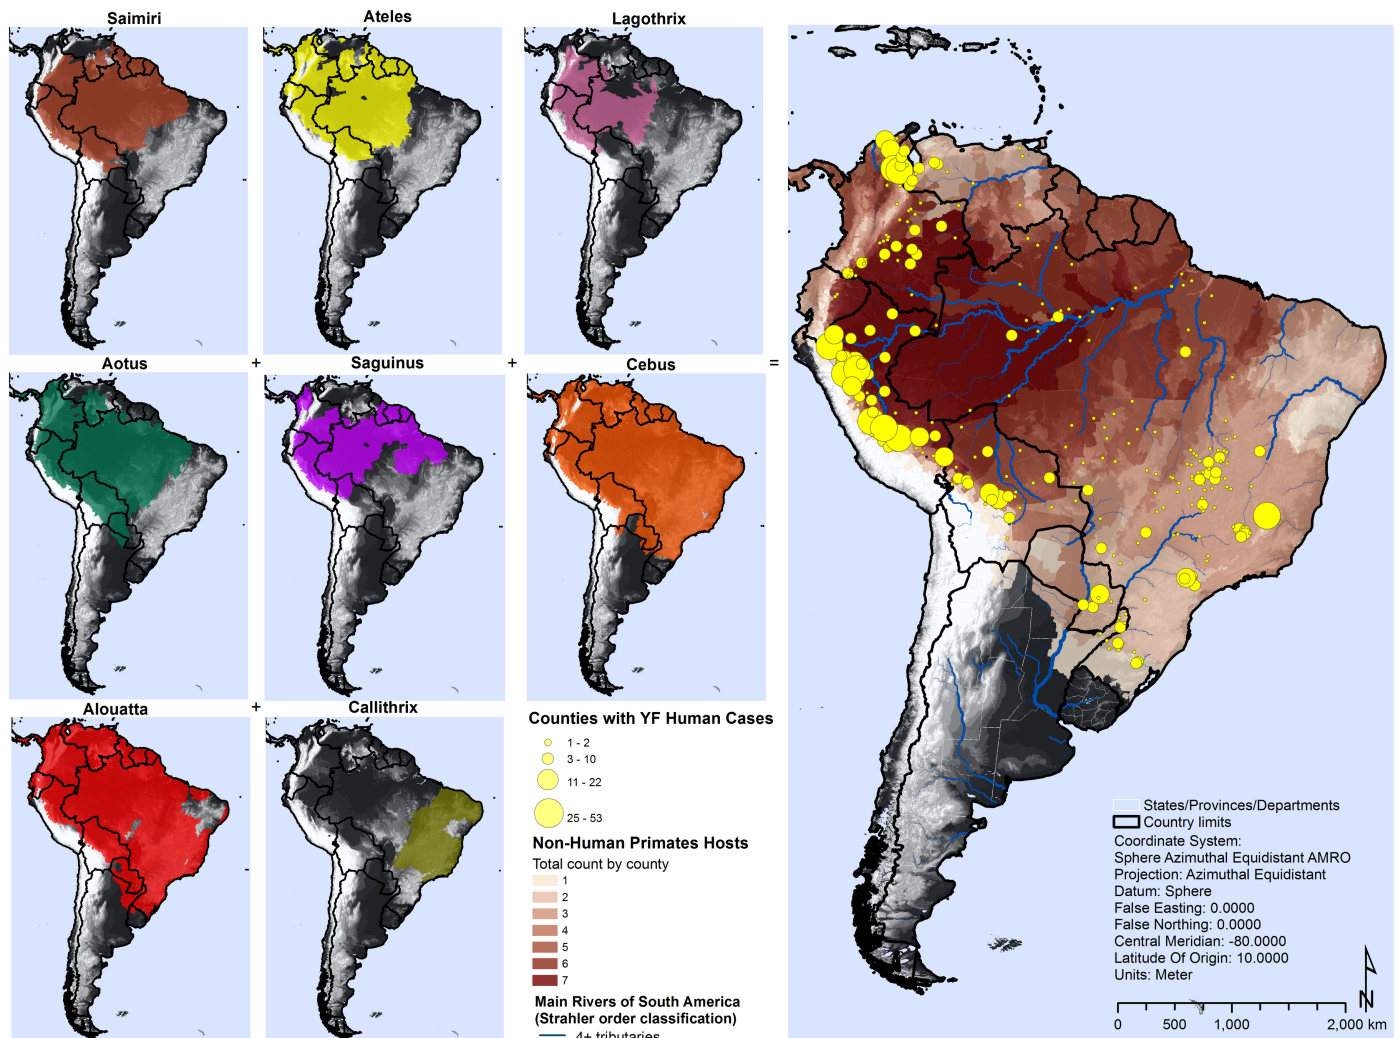 Saimiri
Ateles
Lagothrix
Aotus
+
Saguinus
+
Cebus
=
Alouatta
+
Callithrix
Counties with YF Human Cases
1 - 2
3 - 10
11 - 22
25 - 53
Non-Human Primates Hosts
Total count by county
1
2
3
4
5
6
7
Main Rivers of South America
(Strahler order classification)
4+ tributaries
States/Provinces/Departments
Country limits
Coordinate System:
Sphere Azimuthal Equidistant AMRO
Projection: Azimuthal Equidistant
Datum: Sphere
False Easting: 0.0000
False Northing: 0.0000
Central Meridian: -80.0000
Latitude Of Origin: 10.0000
Units: Meter
N
0 500 1,000 2,000 km